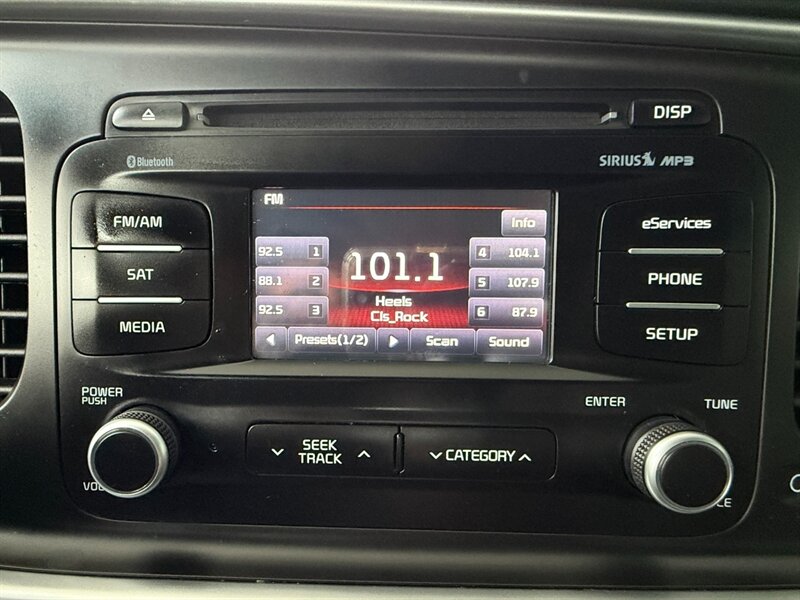 DISP
Bluetooth
SIRIUS MP3
FM/AM
SAT
MEDIA
FM
Info
92.5 1
88.1 2
92.5 3
101.1
Heels
Cls_Rock
4 104.1
5 107.9
6 87.9
Presets(1/2)
Scan
Sound
eServices
PHONE
SETUP
POWER
PUSH
VOL
SEEK
TRACK
CATEGORY
ENTER
TUNE